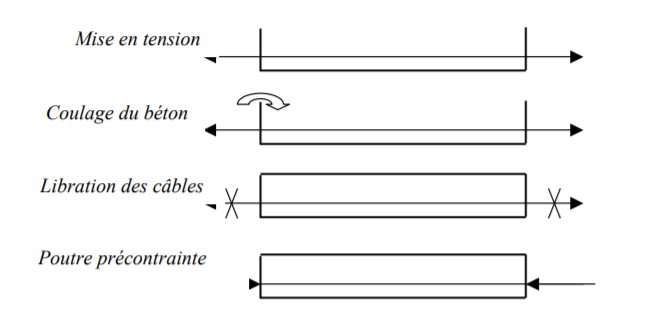 Mise en tension
Coulage du béton
Libration des câbles
Poutre précontrainte